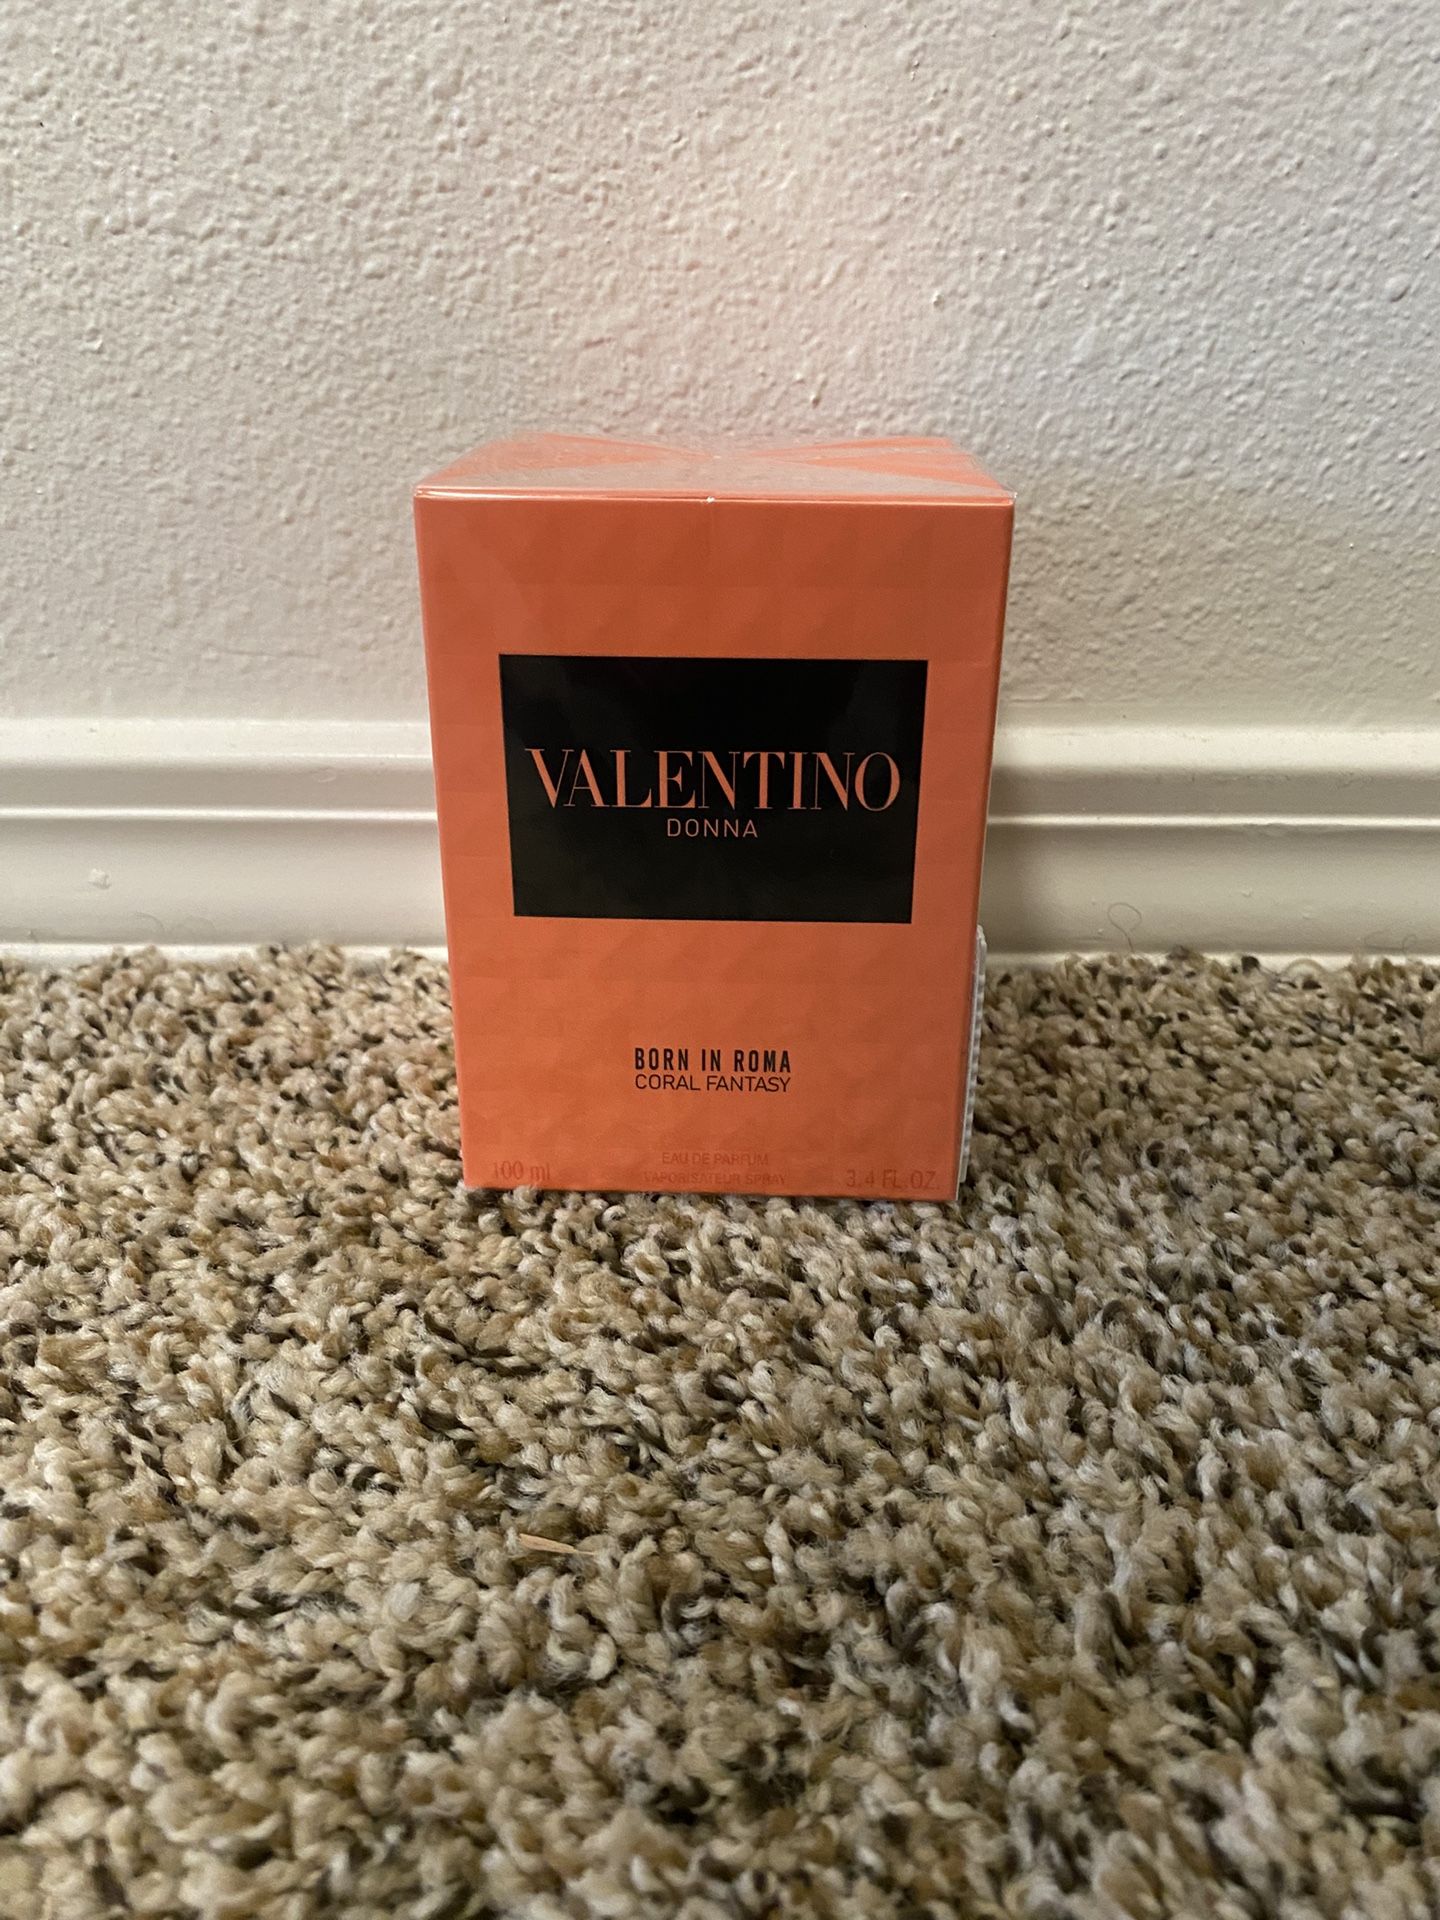 VALENTINO
DONNA
BORN IN ROMA
CORAL FANTASY
EAU DE PARFUM
100 ml VAPORISATEUR SPRAY 3.4 FL.OZ.